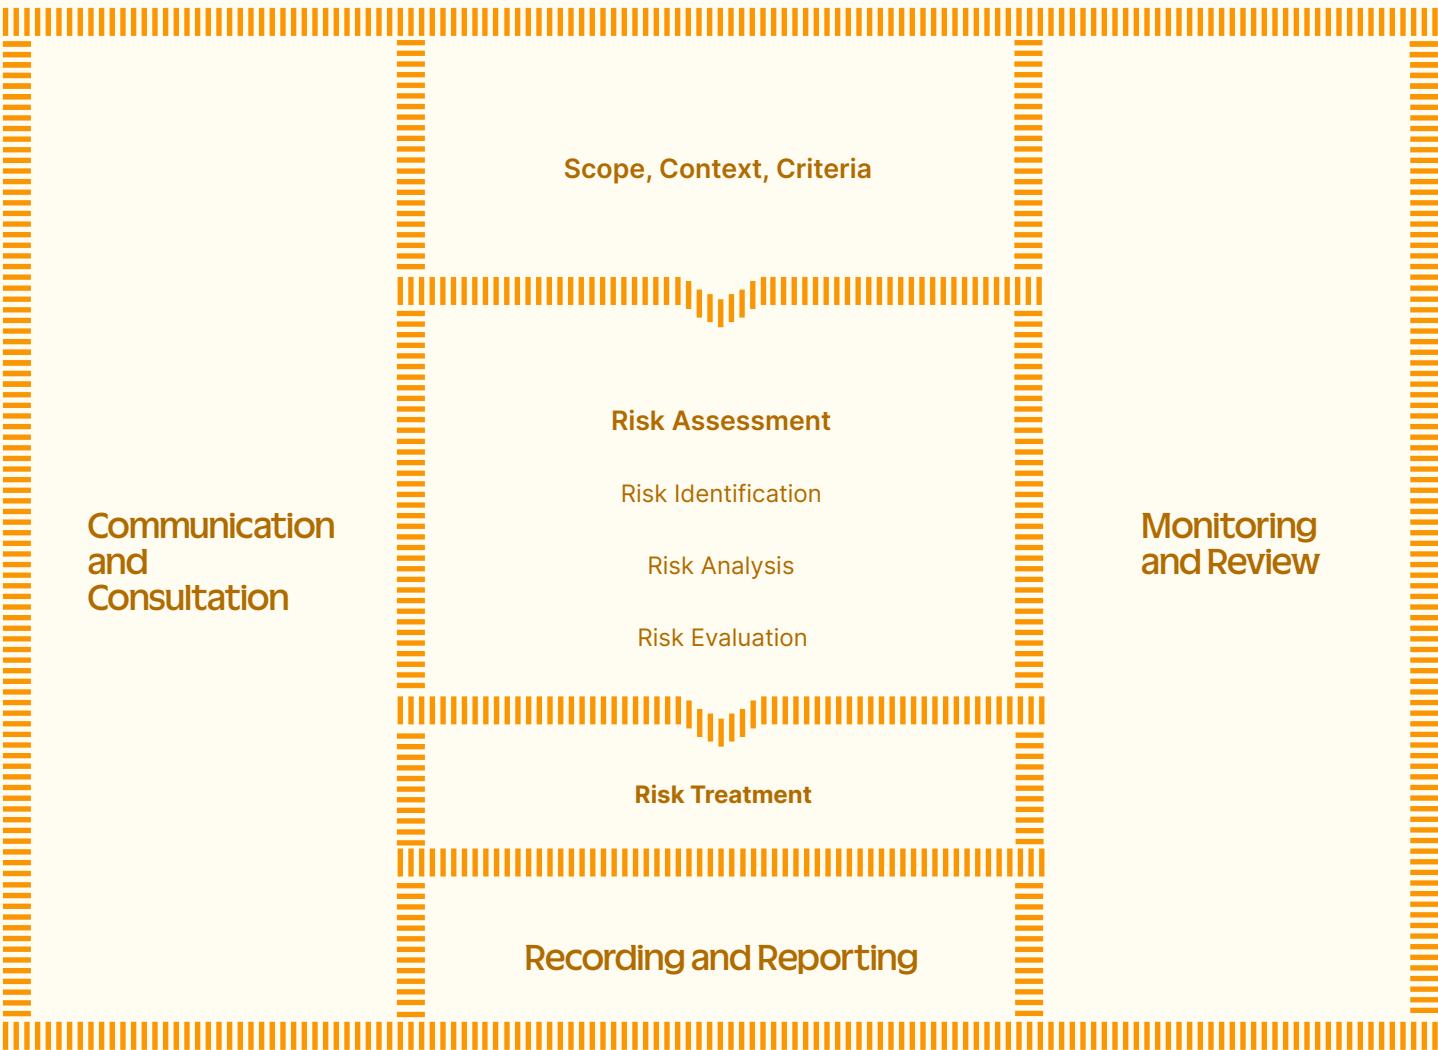 Communication
and
Consultation
Scope, Context, Criteria
Risk Assessment
Risk Identification
Risk Analysis
Risk Evaluation
Risk Treatment
Recording and Reporting
Monitoring
and Review